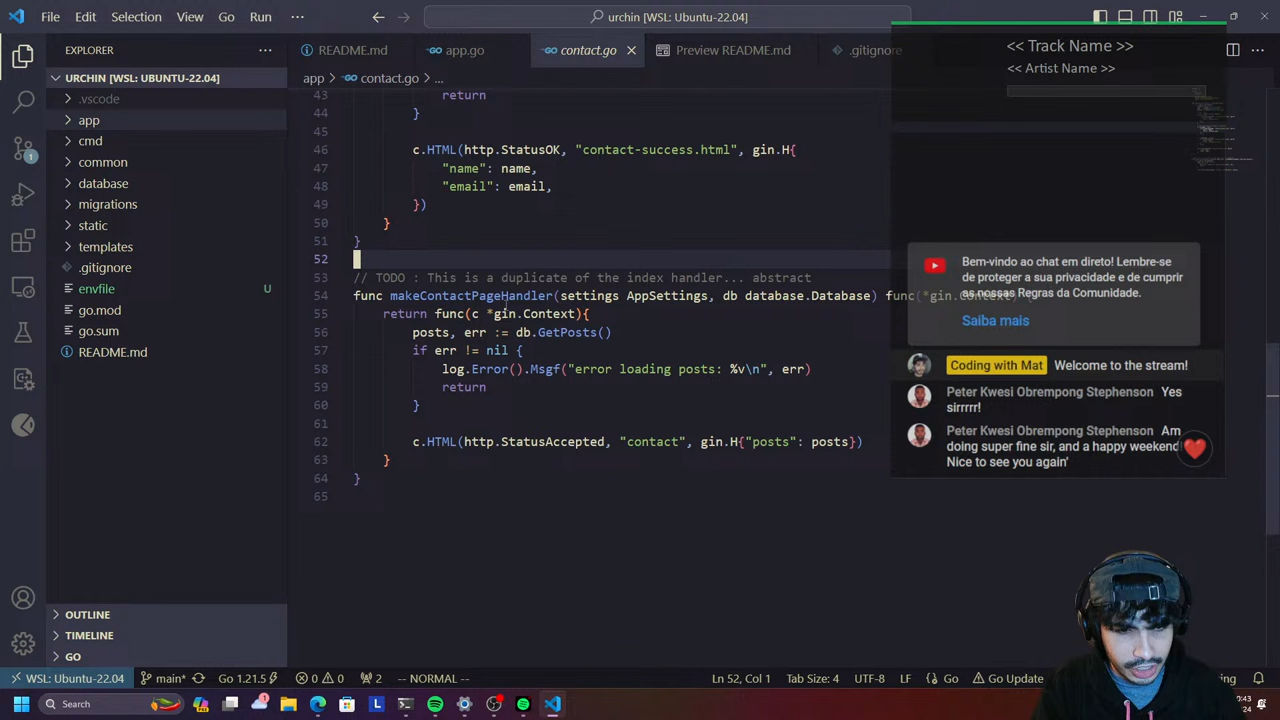 File Edit Selection View Go Run ...
urchin [WSL: Ubuntu-22.04]
EXPLORER
URCHIN [WSL: UBUNTU-22.04]
.vscode
app
cmd
common
database
migrations
static
templates
.gitignore
envfile U
go.mod
go.sum
README.md
OUTLINE
TIMELINE
GO
README.md
app.go
contact.go
Preview README.md
.gitignore
app > contact.go > ...
43 return
44 }
45
46 c.HTML(http.StatusOK, "contact-success.html", gin.H{
47 "name": name,
48 "email": email,
49 })
50 }
51 }
52
53 // TODO : This is a duplicate of the index handler... abstract
54 func makeContactPageHandler(settings AppSettings, db database.Database) func(*gin.Context)
55 return func(c *gin.Context){
56 posts, err := db.GetPosts()
57 if err != nil {
58 log.Error().Msgf("error loading posts: %v\n", err)
59 return
60 }
61
62 c.HTML(http.StatusAccepted, "contact", gin.H{"posts": posts})
63 }
64 }
65
<< Track Name >>
<< Artist Name >>
Bem-vindo ao chat em direto! Lembre-se
de proteger a sua privacidade e de cumprir
as nossas Regras da Comunidade.
Saiba mais
Coding with Mat Welcome to the stream!
Peter Kwesi Obrempong Stephenson Yes
sirrrrr!
Peter Kwesi Obrempong Stephenson Am
doing super fine sir, and a happy weekend
Nice to see you again'
WSL: Ubuntu-22.04 main* Go 1.21.5 0 0 2 -- NORMAL -- Ln 52, Col 1 Tab Size: 4 UTF-8 LF Go Go Update
Search